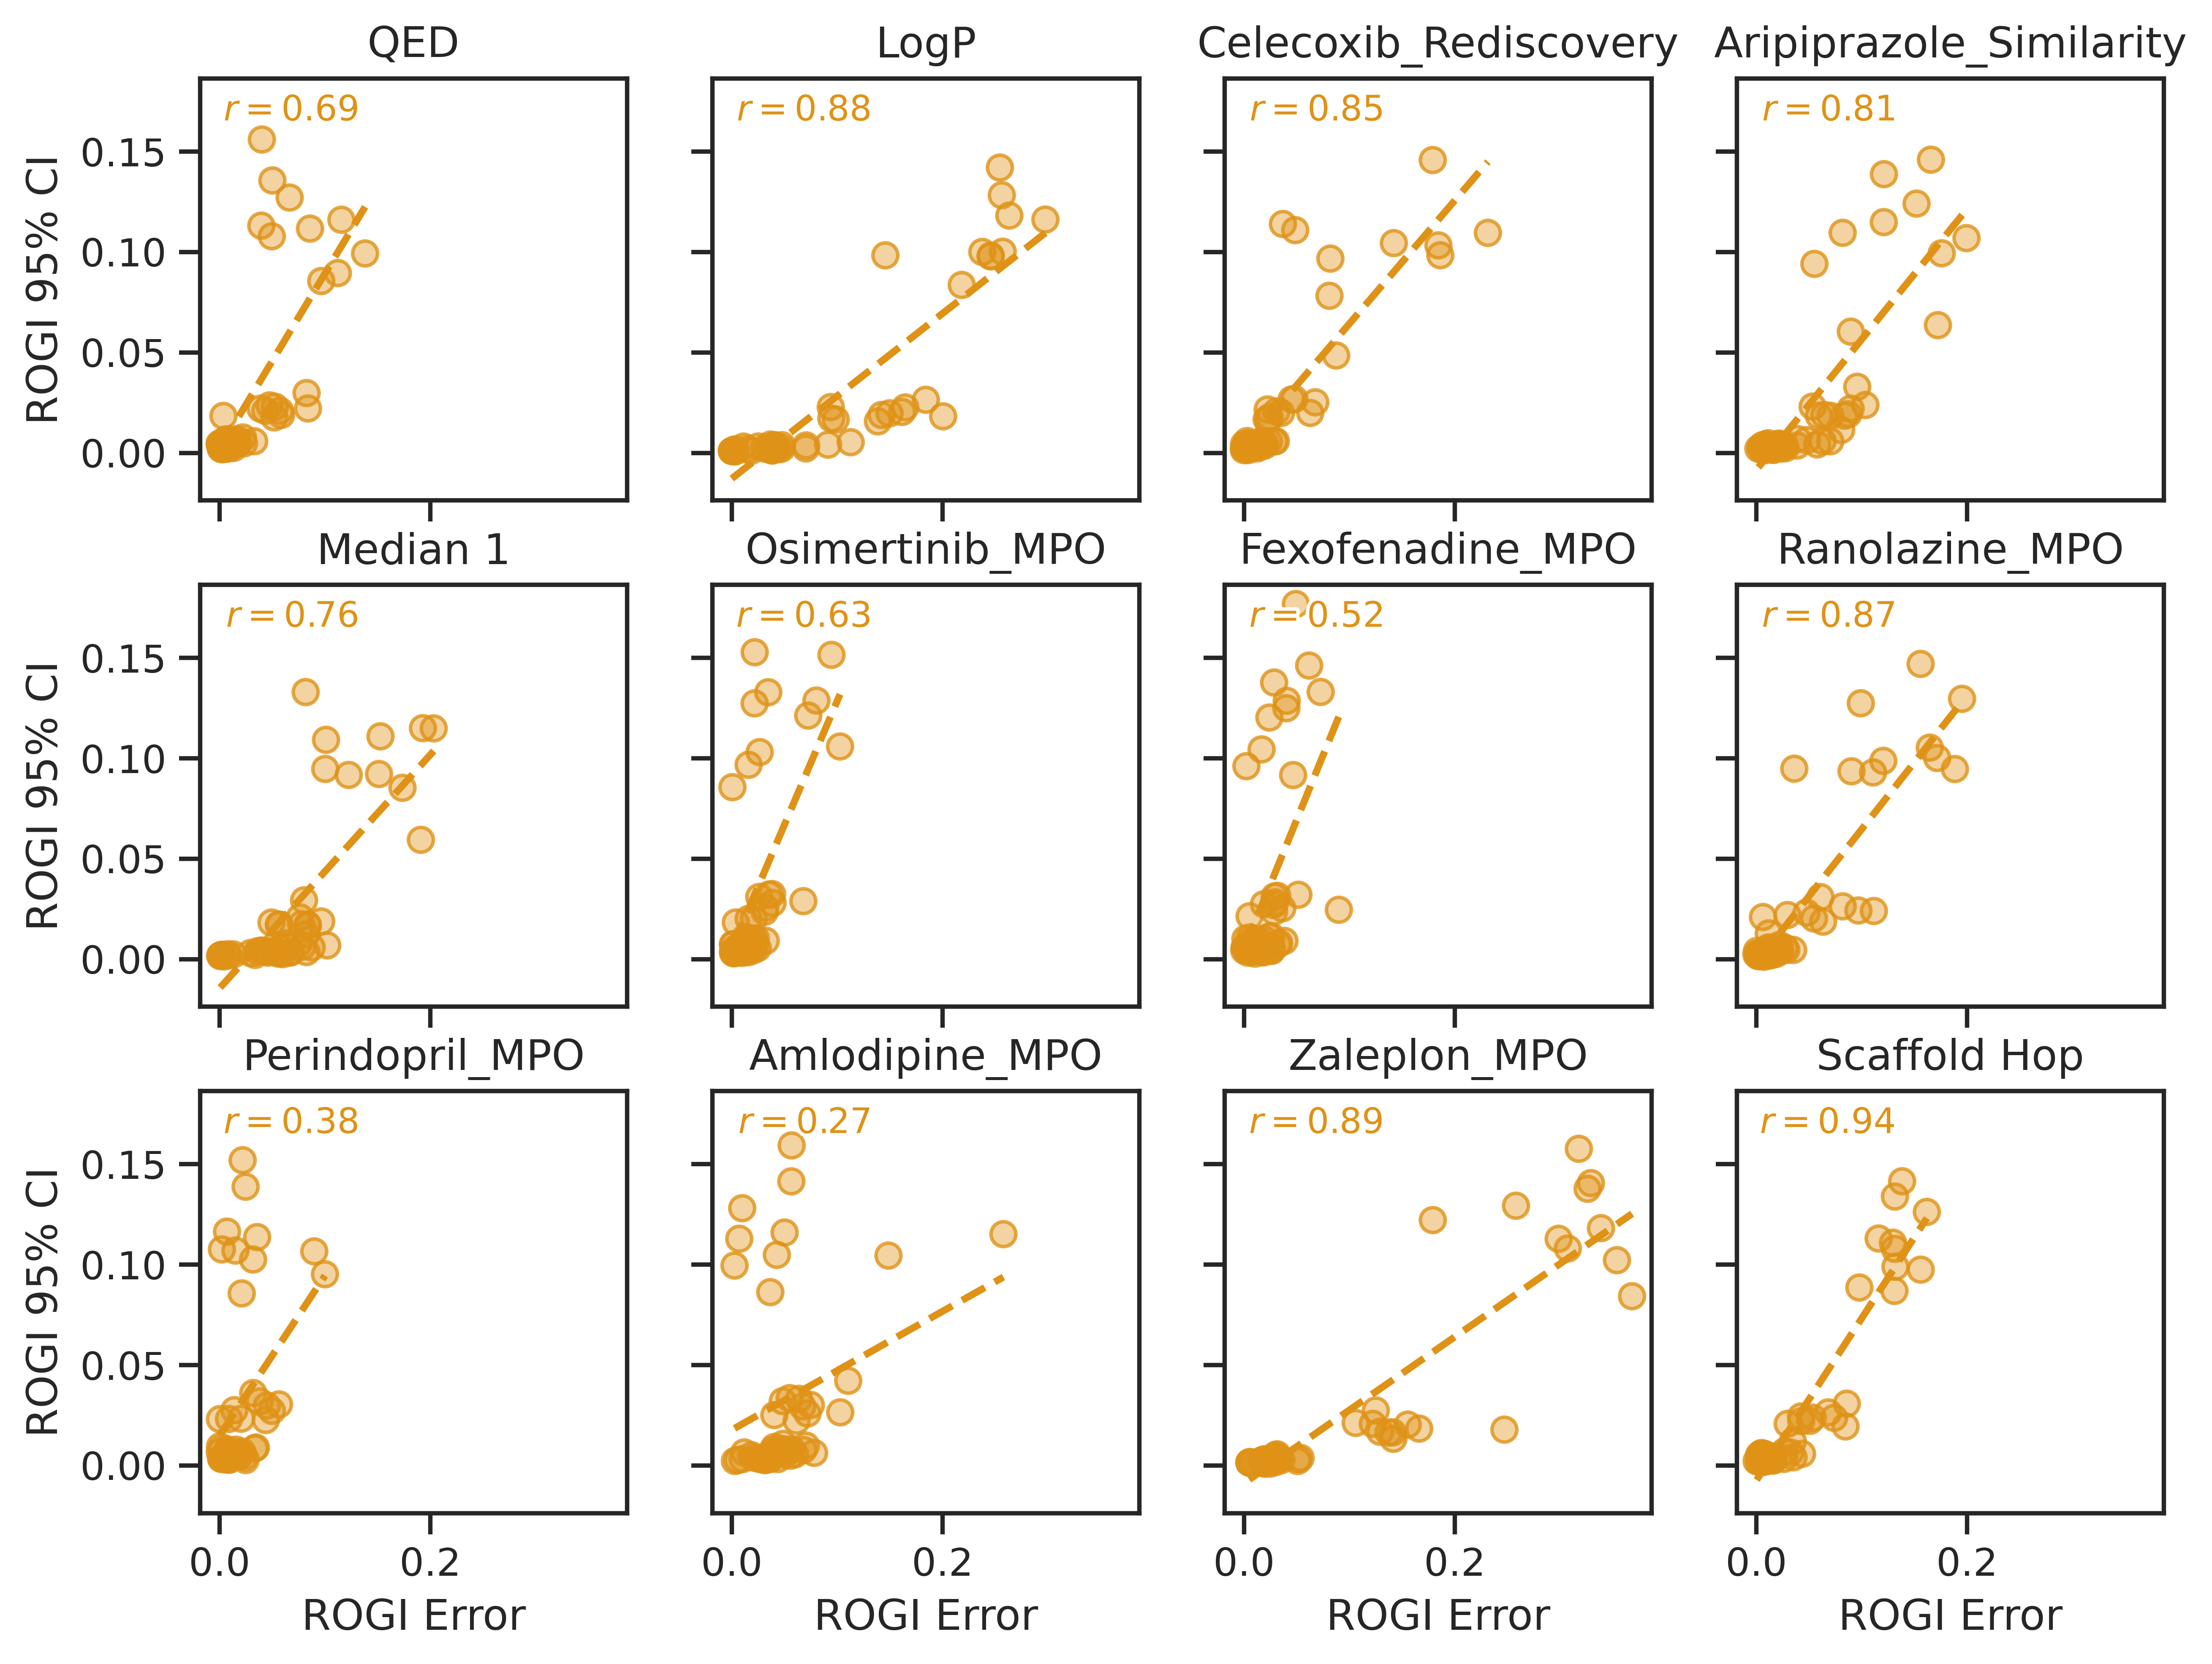 QED
LogP
Celecoxib_Rediscovery
Aripiprazole_Similarity
r = 0.69
r = 0.88
r = 0.85
r = 0.81
ROGI 95% CI
0.15
0.10
0.05
0.00
Median 1
Osimertinib_MPO
Fexofenadine_MPO
Ranolazine_MPO
r = 0.76
r = 0.63
r = 0.52
r = 0.87
ROGI 95% CI
0.15
0.10
0.05
0.00
Perindopril_MPO
Amlodipine_MPO
Zaleplon_MPO
Scaffold Hop
r = 0.38
r = 0.27
r = 0.89
r = 0.94
ROGI 95% CI
0.15
0.10
0.05
0.00
0.0 0.2
0.0 0.2
0.0 0.2
0.0 0.2
ROGI Error
ROGI Error
ROGI Error
ROGI Error